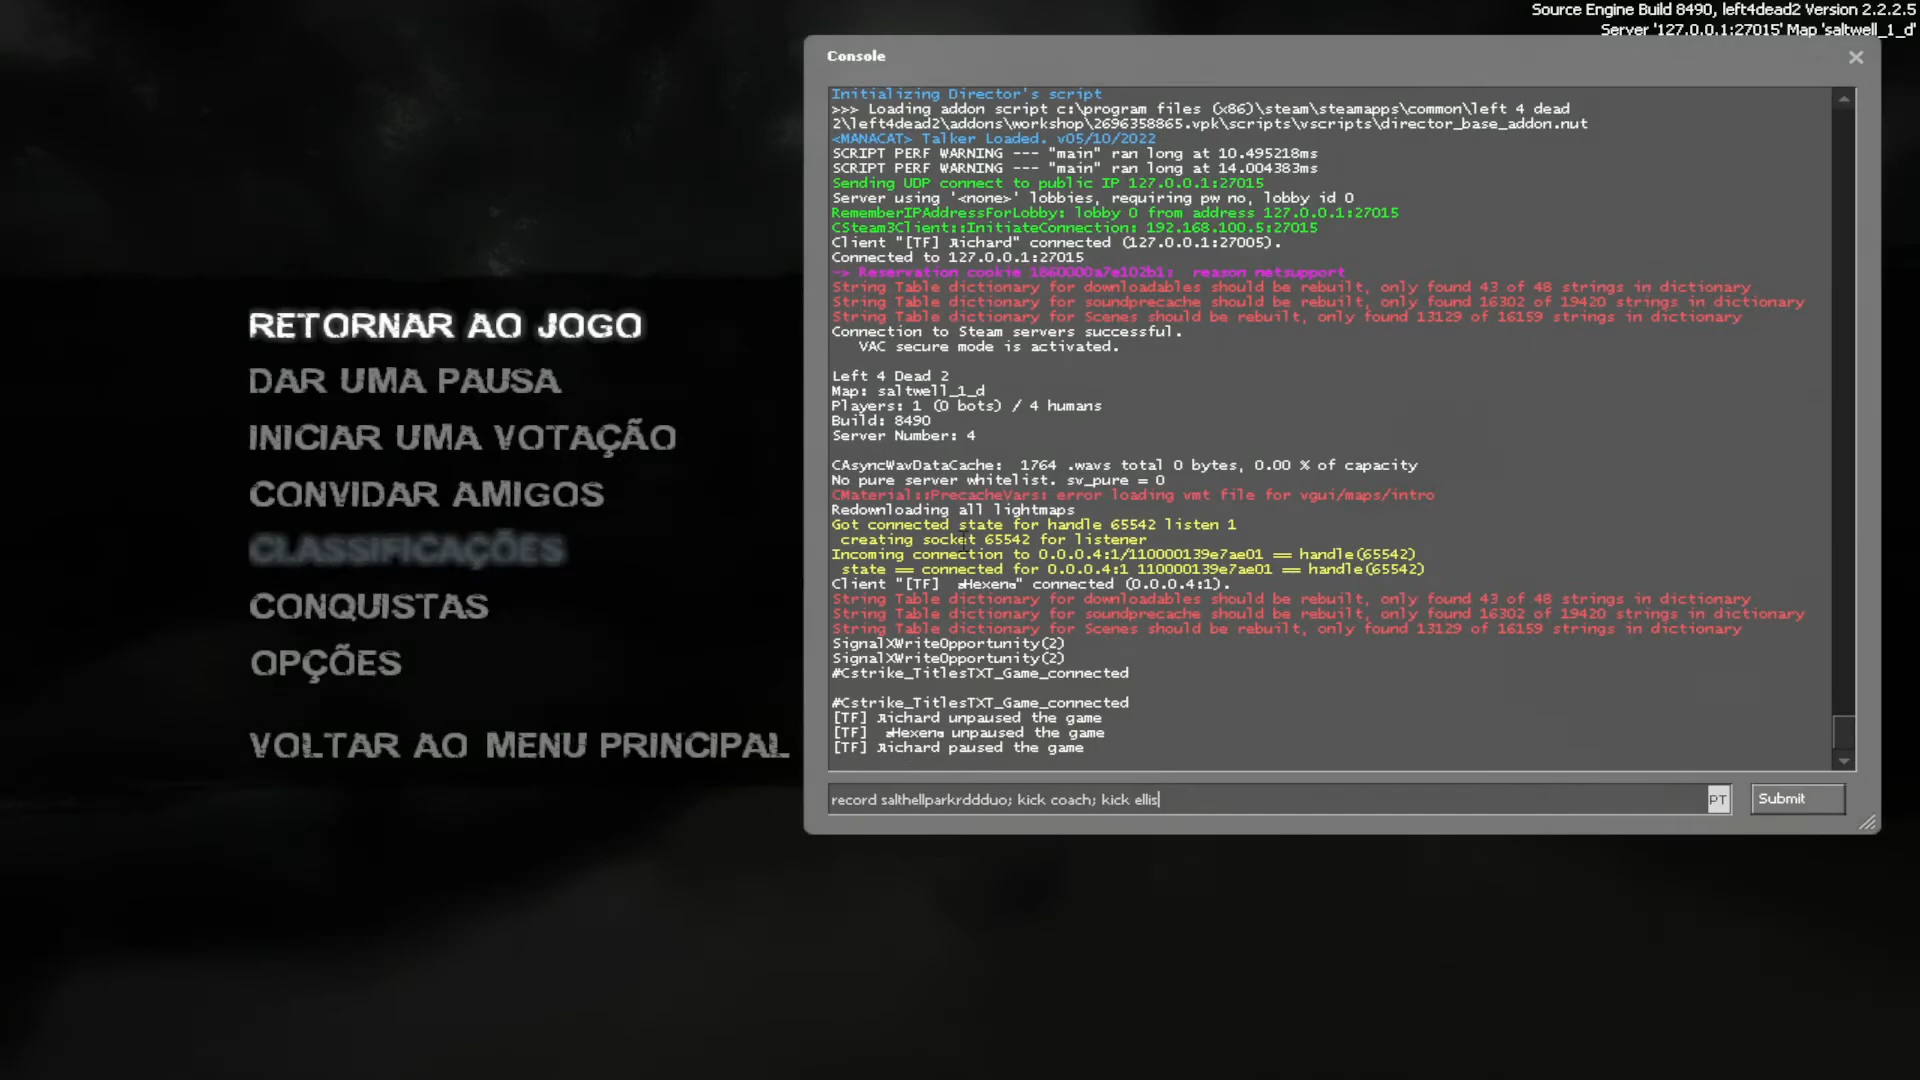 Source Engine Build 8490, left4dead2 Version 2.2.2.5
Server '127.0.0.1:27015' Map 'saltwell_1_d'
RETORNAR AO JOGO
DAR UMA PAUSA
INICIAR UMA VOTAÇÃO
CONVIDAR AMIGOS
CLASSIFICAÇÕES
CONQUISTAS
OPÇÕES
VOLTAR AO MENU PRINCIPAL
Console
Initializing Director's script
>>> Loading addon script c:\program files (x86)\steam\steamapps\common\left 4 dead
2\left4dead2\addons\workshop\2696358865.vpk\scripts\vscripts\director_base_addon.nut
<MANACAT> Talker Loaded. v05/10/2022
SCRIPT PERF WARNING --- "main" ran long at 10.495218ms
SCRIPT PERF WARNING --- "main" ran long at 14.004383ms
Sending UDP connect to public IP 127.0.0.1:27015
Server using '<none>' lobbies, requiring pw no, lobby id 0
RememberIPAddressForLobby: lobby 0 from address 127.0.0.1:27015
CSteam3Client::InitiateConnection: 192.168.100.5:27015
Client "[TF] Лichard" connected (127.0.0.1:27005).
Connected to 127.0.0.1:27015
-> Reservation cookie 1860000a7e102b1:  reason netsupport
String Table dictionary for downloadables should be rebuilt, only found 43 of 48 strings in dictionary
String Table dictionary for soundprecache should be rebuilt, only found 16302 of 19420 strings in dictionary
String Table dictionary for Scenes should be rebuilt, only found 13129 of 16159 strings in dictionary
Connection to Steam servers successful.
VAC secure mode is activated.
Left 4 Dead 2
Map: saltwell_1_d
Players: 1 (0 bots) / 4 humans
Build: 8490
Server Number: 4
CAsyncWavDataCache:  1764 .wavs total 0 bytes, 0.00 % of capacity
No pure server whitelist. sv_pure = 0
CMaterial::PrecacheVars: error loading vmt file for vgui/maps/intro
Redownloading all lightmaps
Got connected state for handle 65542 listen 1
creating socket 65542 for listener
Incoming connection to 0.0.0.4:1/110000139e7ae01 == handle(65542)
state == connected for 0.0.0.4:1 110000139e7ae01 == handle(65542)
Client "[TF] Hexen" connected (0.0.0.4:1).
String Table dictionary for downloadables should be rebuilt, only found 43 of 48 strings in dictionary
String Table dictionary for soundprecache should be rebuilt, only found 16302 of 19420 strings in dictionary
String Table dictionary for Scenes should be rebuilt, only found 13129 of 16159 strings in dictionary
SignalXWriteOpportunity(2)
SignalXWriteOpportunity(2)
#Cstrike_TitlesTXT_Game_connected
#Cstrike_TitlesTXT_Game_connected
[TF] Лichard unpaused the game
[TF] Hexen unpaused the game
[TF] Лichard paused the game
record salthellparkrddduo; kick coach; kick ellis
PT
Submit